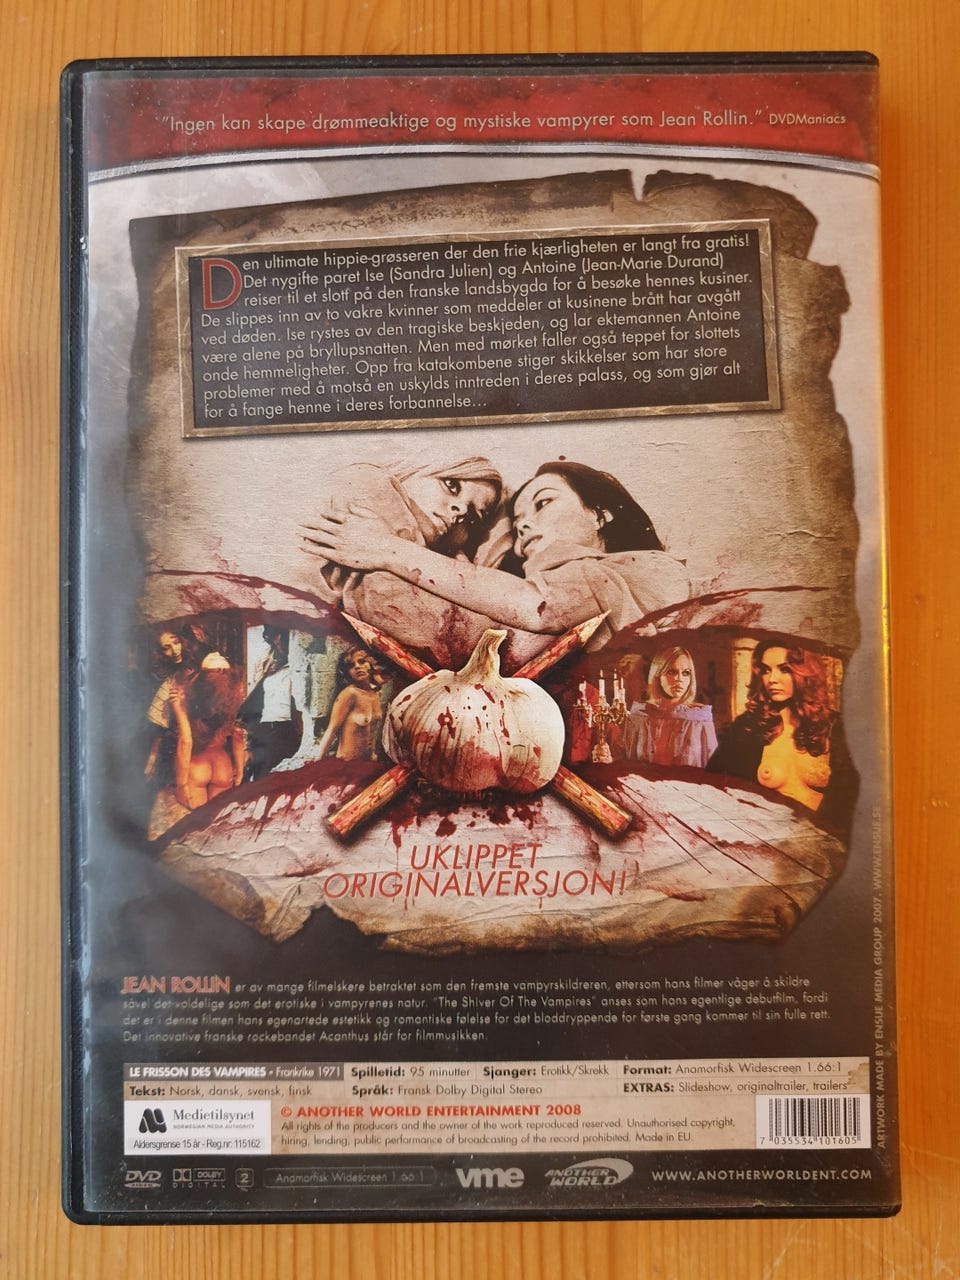 "Ingen kan skape drømmeaktige og mystiske vampyrer som Jean Rollin." DVDManiacs
Den ultimate hippie-grøsseren der den frie kjærligheten er langt fra gratis!
Det nygifte paret Ise (Sandra Julien) og Antoine (Jean-Marie Durand)
reiser til et slott på den franske landsbygda for å besøke hennes kusiner.
De slippes inn av to vakre kvinner som meddeler at kusinene brått har avgått
ved døden. Ise rystes av den tragiske beskjeden, og lar ektemannen Antoine
være alene på bryllupsnatten. Men med mørket faller også teppet for slottets
onde hemmeligheter. Opp fra katakombene stiger skikkelser som har store
problemer med å motså en uskylds inntreden i deres palass, og som gjør alt
for å fange henne i deres forbannelse...
UKLIPPET
ORIGINALVERSJON!
JEAN ROLLIN er av mange filmelskere betraktet som den fremste vampyrskildreren, ettersom hans filmer våger å skildre
såvel det voldelige som det erotiske i vampyrenes natur. "The Shiver Of The Vampires" anses som hans egentlige debutfilm, fordi
det er i denne filmen hans egenartede estetikk og romantiske følelse for det bloddryppende for første gang kommer til sin fulle rett.
Det innovative franske rockebandet Acanthus står for filmmusikken.
LE FRISSON DES VAMPIRES • Frankrike 1971 Spilletid: 95 minutter Sjanger: Erotikk/Skrekk Format: Anamorfisk Widescreen 1.66:1
Tekst: Norsk, dansk, svensk, finsk Språk: Fransk Dolby Digital Stereo EXTRAS: Slideshow, originaltrailer, trailers
Medietilsynet
NORWEGIAN MEDIA AUTHORITY
Aldersgrense 15 år - Reg.nr: 115162
© ANOTHER WORLD ENTERTAINMENT 2008
All rights of the producers and the owner of the work reproduced reserved. Unauthorised copyright,
hiring, lending, public performance of broadcasting of the record prohibited. Made in EU.
7 035534 101605
DVD VIDEO DOLBY DIGITAL 2 Anamorfisk Widescreen 1.66:1 vme ANOTHER WORLD WWW.ANOTHERWORLDENT.COM
ARTWORK MADE BY ENSUE MEDIA GROUP 2007. WWW.ENSUE.SE